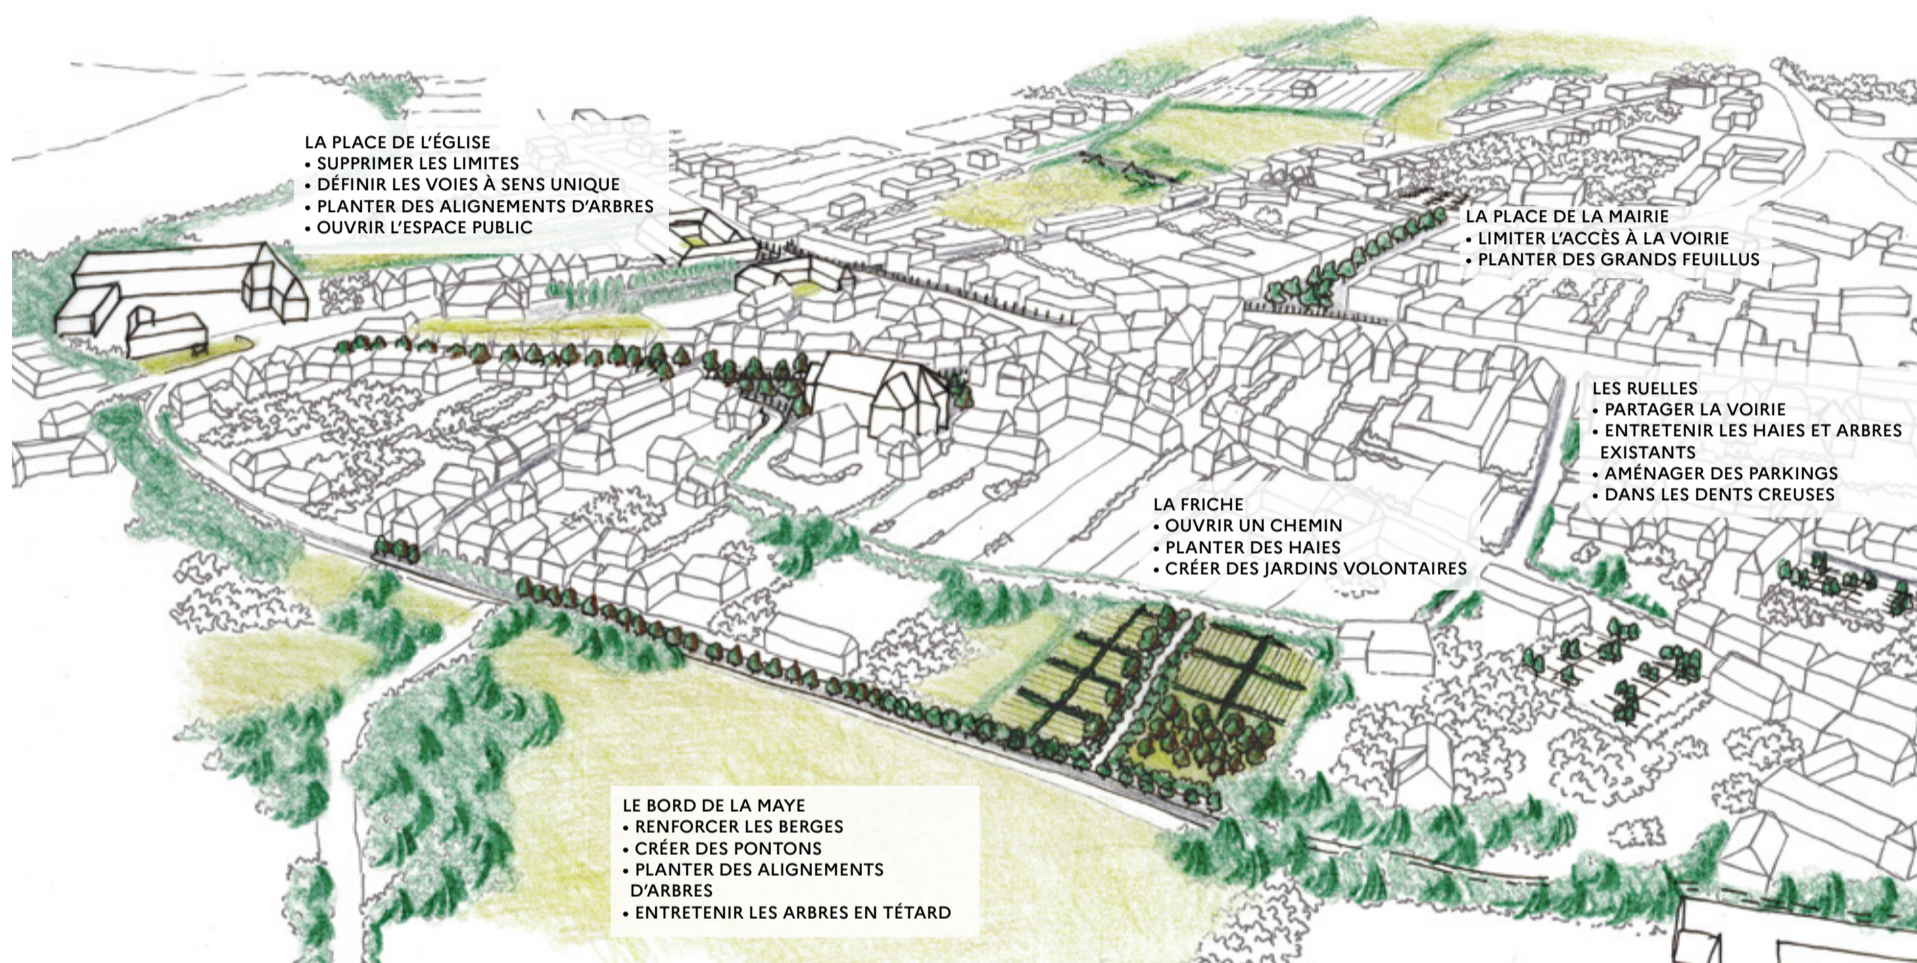 LA PLACE DE L'ÉGLISE
• SUPPRIMER LES LIMITES
• DÉFINIR LES VOIES À SENS UNIQUE
• PLANTER DES ALIGNEMENTS D'ARBRES
• OUVRIR L'ESPACE PUBLIC
LA PLACE DE LA MAIRIE
• LIMITER L'ACCÈS À LA VOIRIE
• PLANTER DES GRANDS FEUILLUS
LES RUELLES
• PARTAGER LA VOIRIE
• ENTRETENIR LES HAIES ET ARBRES
EXISTANTS
• AMÉNAGER DES PARKINGS
• DANS LES DENTS CREUSES
LA FRICHE
• OUVRIR UN CHEMIN
• PLANTER DES HAIES
• CRÉER DES JARDINS VOLONTAIRES
LE BORD DE LA MAYE
• RENFORCER LES BERGES
• CRÉER DES PONTONS
• PLANTER DES ALIGNEMENTS
D'ARBRES
• ENTRETENIR LES ARBRES EN TÉTARD